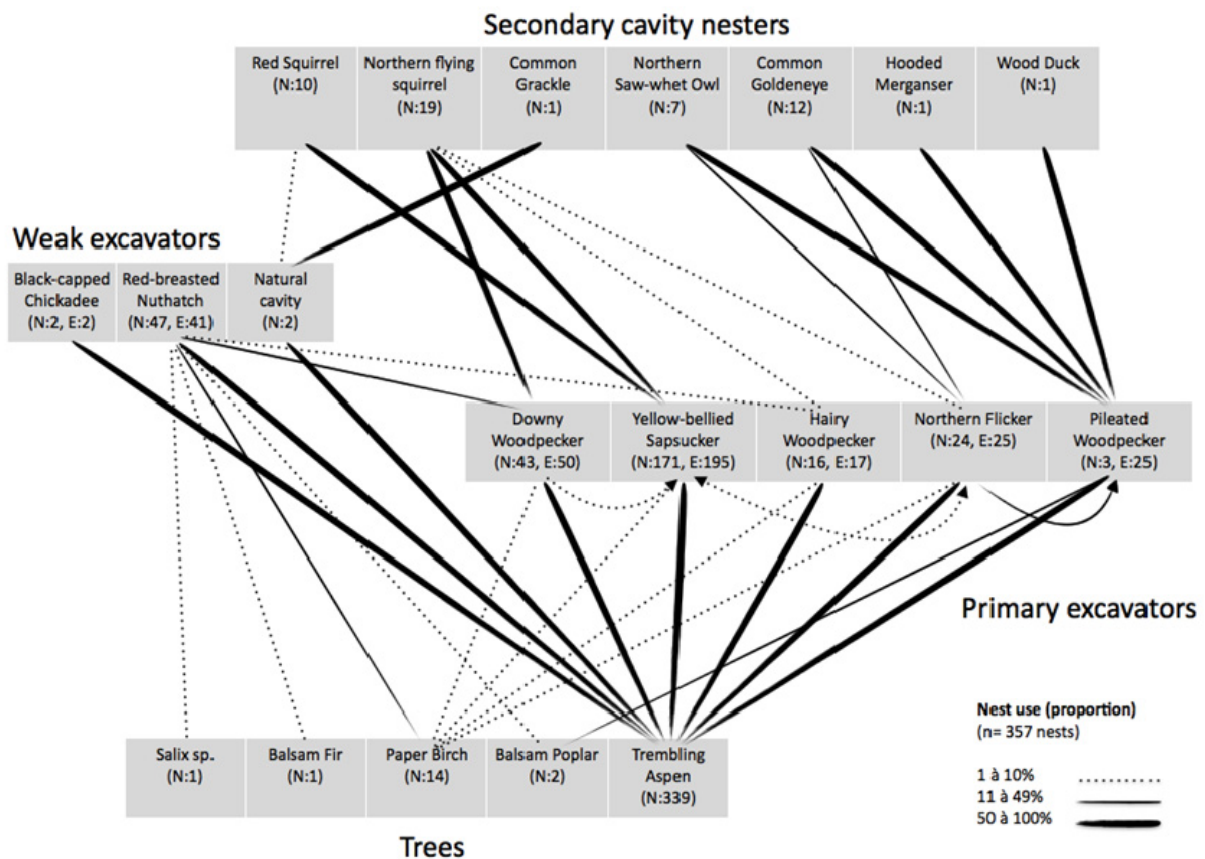 Secondary cavity nesters
Red Squirrel
(N:10)
Northern flying
squirrel
(N:19)
Common
Grackle
(N:1)
Northern
Saw-whet Owl
(N:7)
Common
Goldeneye
(N:12)
Hooded
Merganser
(N:1)
Wood Duck
(N:1)
Weak excavators
Black-capped
Chickadee
(N:2, E:2)
Red-breasted
Nuthatch
(N:47, E:41)
Natural
cavity
(N:2)
Downy
Woodpecker
(N:43, E:50)
Yellow-bellied
Sapsucker
(N:171, E:195)
Hairy
Woodpecker
(N:16, E:17)
Northern Flicker
(N:24, E:25)
Pileated
Woodpecker
(N:3, E:25)
Primary excavators
Salix sp.
(N:1)
Balsam Fir
(N:1)
Paper Birch
(N:14)
Balsam Poplar
(N:2)
Trembling
Aspen
(N:339)
Trees
Nest use (proportion)
(n= 357 nests)
1 à 10%
11 à 49%
50 à 100%